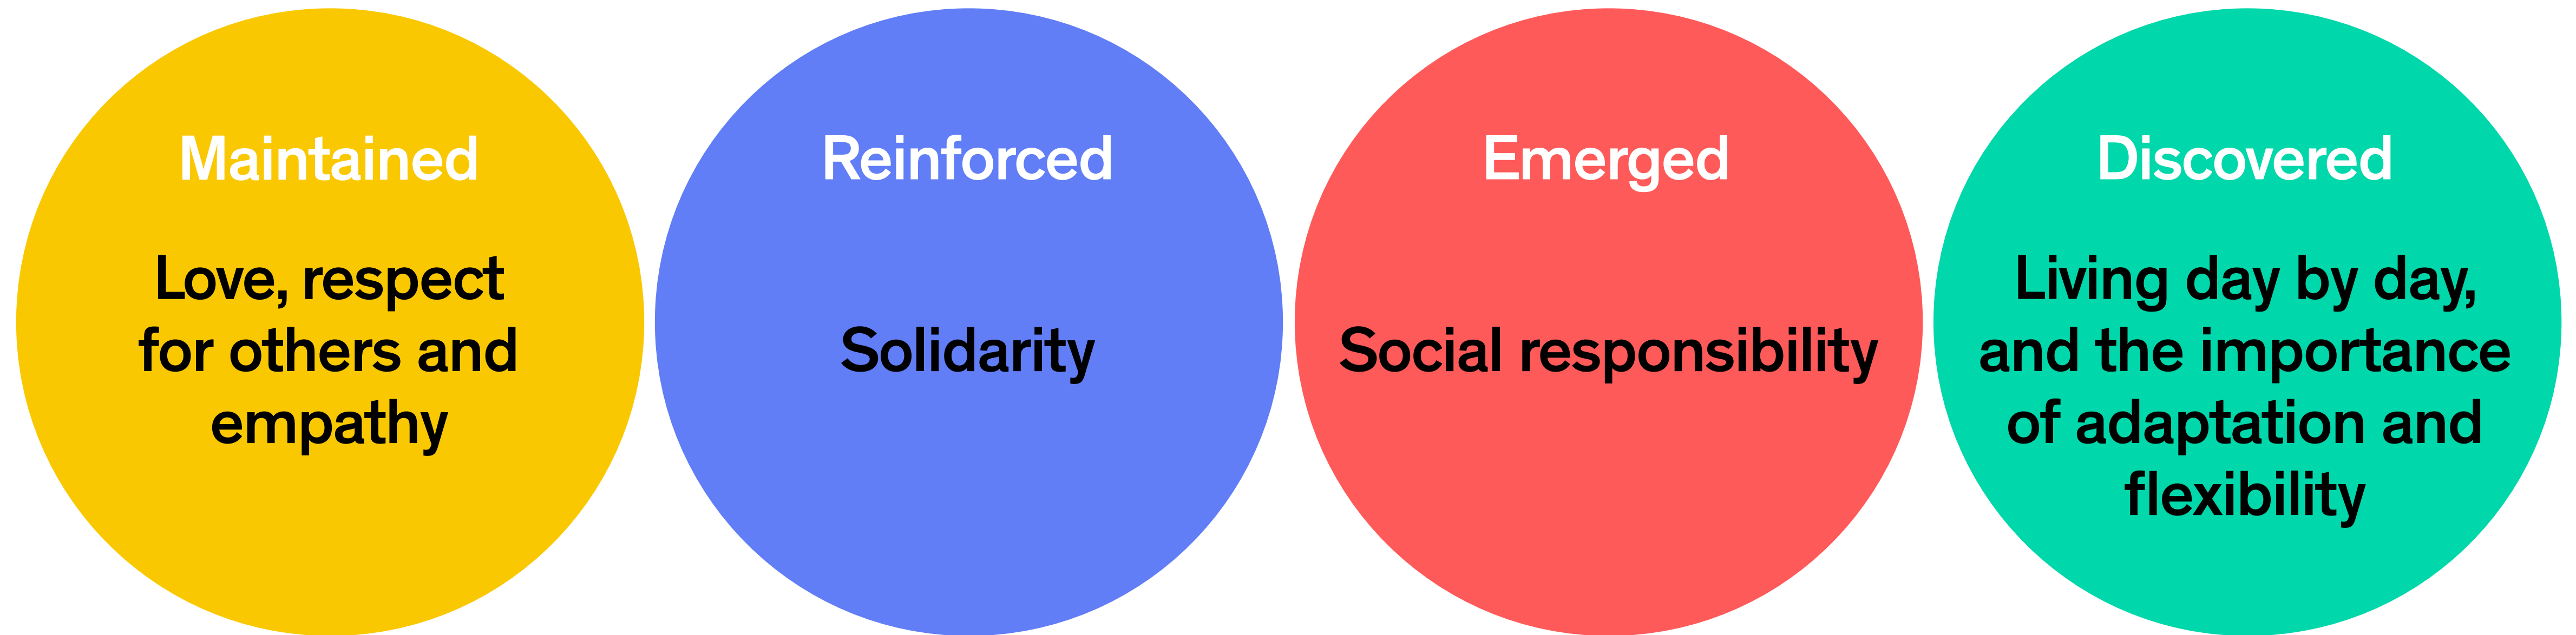 Maintained
Love, respect
for others and
empathy
Reinforced
Solidarity
Emerged
Social responsibility
Discovered
Living day by day,
and the importance
of adaptation and
flexibility